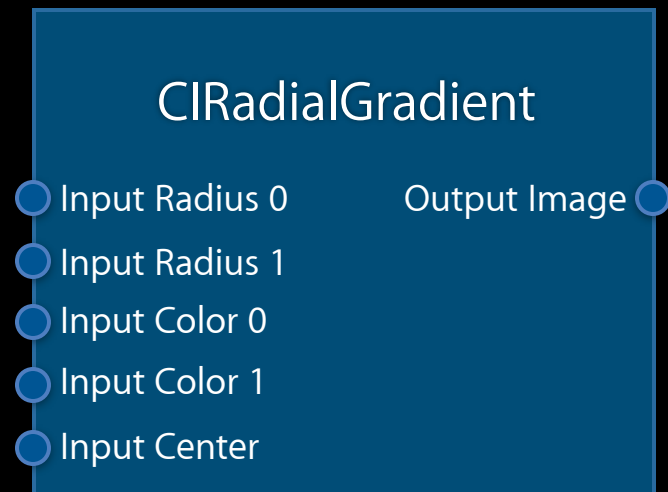 CIRadialGradient
Input Radius 0
Output Image
Input Radius 1
Input Color 0
Input Color 1
Input Center